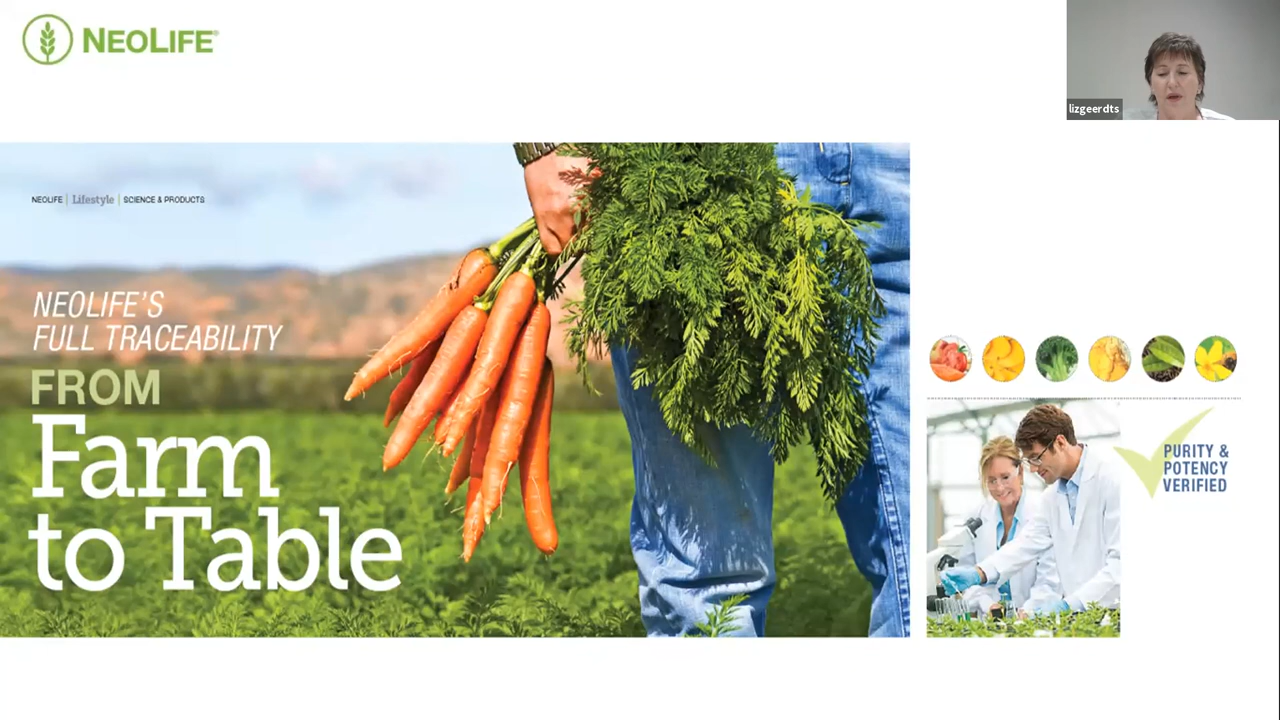 NEOLIFE®
lizgeerdts
NEOLIFE | Lifestyle | SCIENCE & PRODUCTS
NEOLIFE'S
FULL TRACEABILITY
FROM
Farm
to Table
PURITY &
POTENCY
VERIFIED